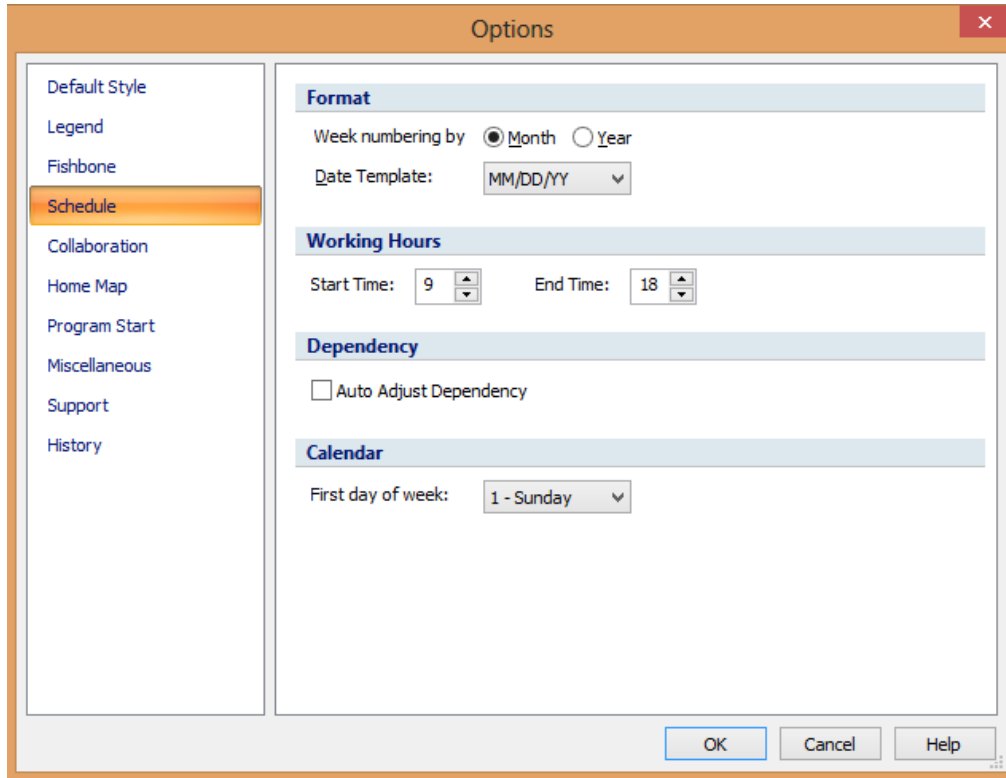 Options
Default Style
Legend
Fishbone
Schedule
Collaboration
Home Map
Program Start
Miscellaneous
Support
History
Format
Week numbering by Month Year
Date Template: MM/DD/YY
Working Hours
Start Time: 9 End Time: 18
Dependency
Auto Adjust Dependency
Calendar
First day of week: 1 - Sunday
OK Cancel Help